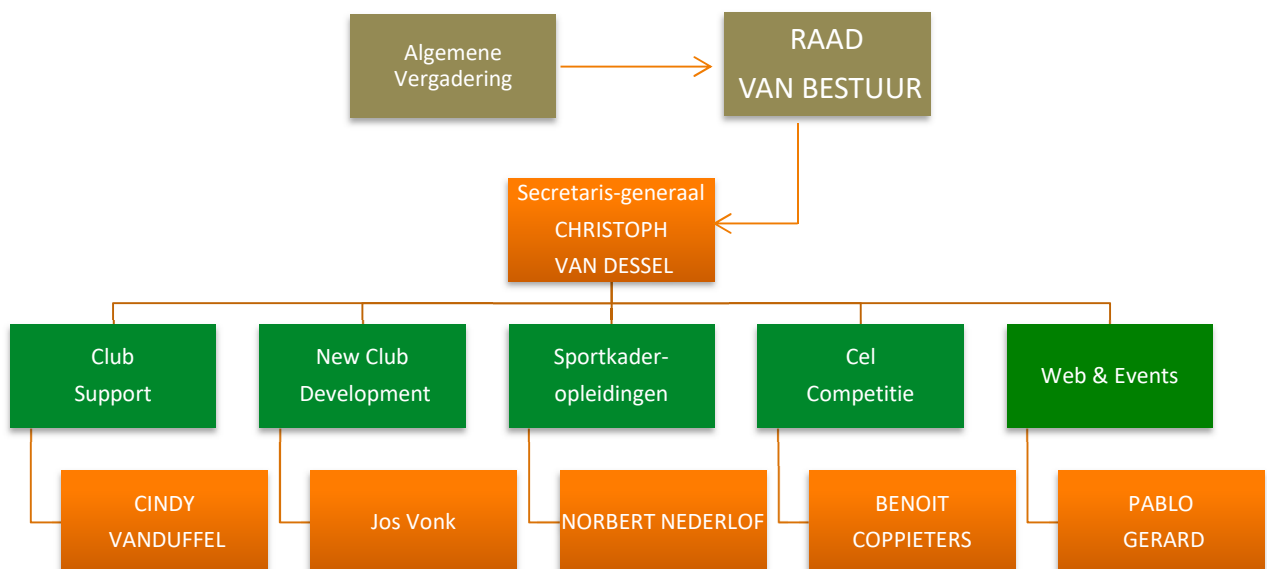 Algemene
Vergadering
RAAD
VAN BESTUUR
Secretaris-generaal
CHRISTOPH
VAN DESSEL
Club
Support
New Club
Development
Sportkader-
opleidingen
Cel
Competitie
Web & Events
CINDY
VANDUFFEL
Jos Vonk
NORBERT NEDERLOF
BENOIT
COPPIETERS
PABLO
GERARD